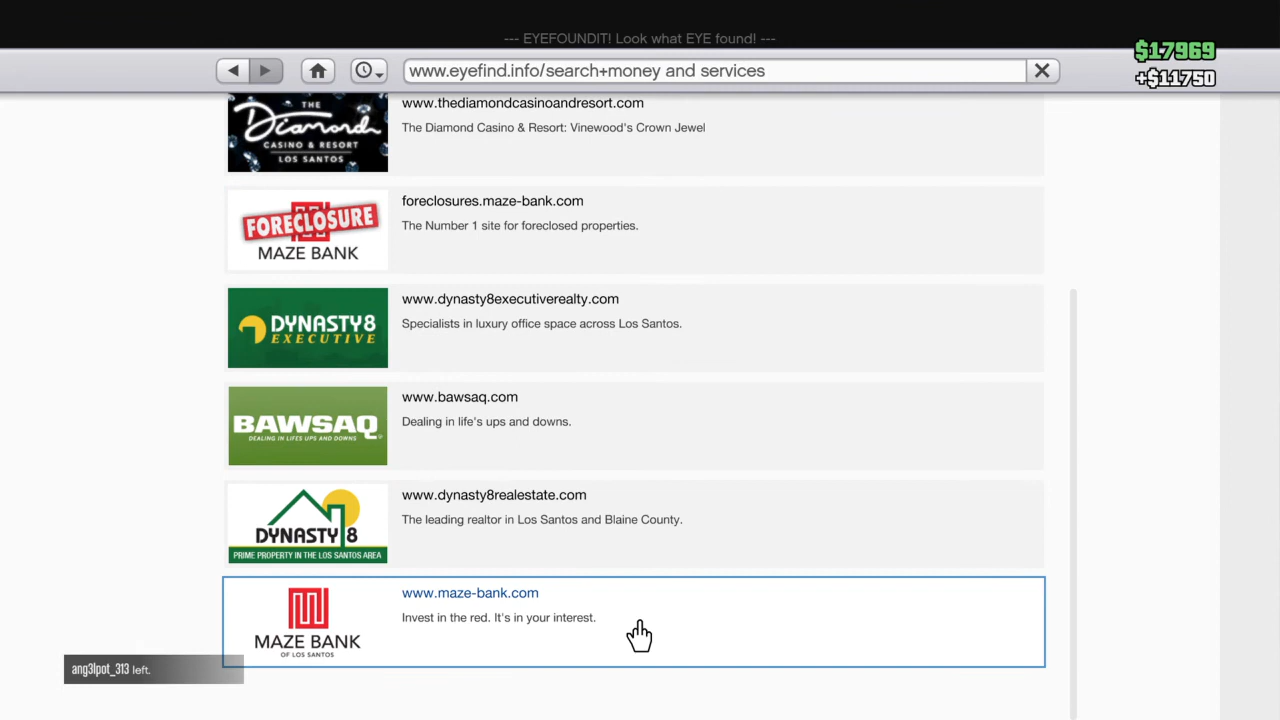 --- EYEFOUNDIT! Look what EYE found! ---
$17969
+$11750
www.eyefind.info/search+money and services
THE
Diamond
CASINO & RESORT
LOS SANTOS
www.thediamondcasinoandresort.com
The Diamond Casino & Resort: Vinewood's Crown Jewel
FORECLOSURE
MAZE BANK
foreclosures.maze-bank.com
The Number 1 site for foreclosed properties.
DYNASTY8
EXECUTIVE
www.dynasty8executiverealty.com
Specialists in luxury office space across Los Santos.
BAWSAQ
DEALING IN LIFES UPS AND DOWNS
www.bawsaq.com
Dealing in life's ups and downs.
DYNASTY 8
PRIME PROPERTY IN THE LOS SANTOS AREA
www.dynasty8realestate.com
The leading realtor in Los Santos and Blaine County.
MAZE BANK
OF LOS SANTOS
www.maze-bank.com
Invest in the red. It's in your interest.
ang3lpot_313 left.